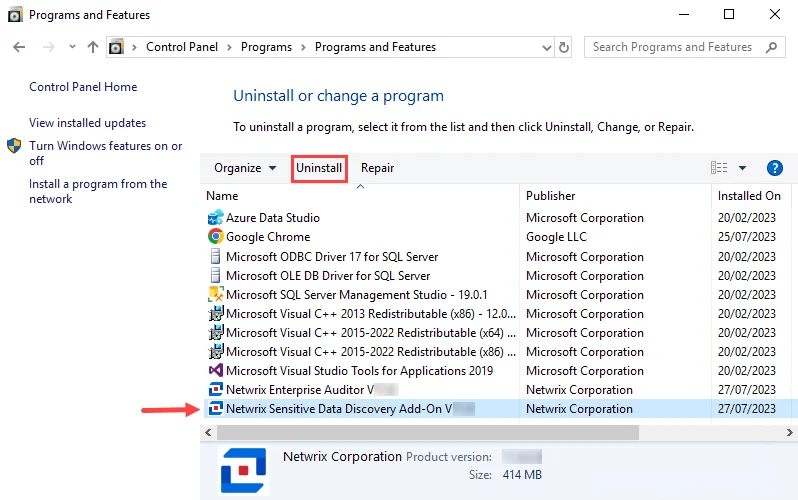 Programs and Features
Control Panel > Programs > Programs and Features
Search Programs and Features
Control Panel Home
View installed updates
Turn Windows features on or
off
Install a program from the
network
Uninstall or change a program
To uninstall a program, select it from the list and then click Uninstall, Change, or Repair.
Organize Uninstall Repair
Name Publisher Installed On
Azure Data Studio Microsoft Corporation 20/02/2023
Google Chrome Google LLC 25/07/2023
Microsoft ODBC Driver 17 for SQL Server Microsoft Corporation 20/02/2023
Microsoft OLE DB Driver for SQL Server Microsoft Corporation 20/02/2023
Microsoft SQL Server Management Studio - 19.0.1 Microsoft Corporation 20/02/2023
Microsoft Visual C++ 2013 Redistributable (x86) - 12.0... Microsoft Corporation 20/02/2023
Microsoft Visual C++ 2015-2022 Redistributable (x64) ... Microsoft Corporation 20/02/2023
Microsoft Visual C++ 2015-2022 Redistributable (x86) ... Microsoft Corporation 20/02/2023
Microsoft Visual Studio Tools for Applications 2019 Microsoft Corporation 20/02/2023
Netwrix Enterprise Auditor V Netwrix Corporation 27/07/2023
Netwrix Sensitive Data Discovery Add-On V Netwrix Corporation 27/07/2023
Netwrix Corporation Product version:
Size: 414 MB